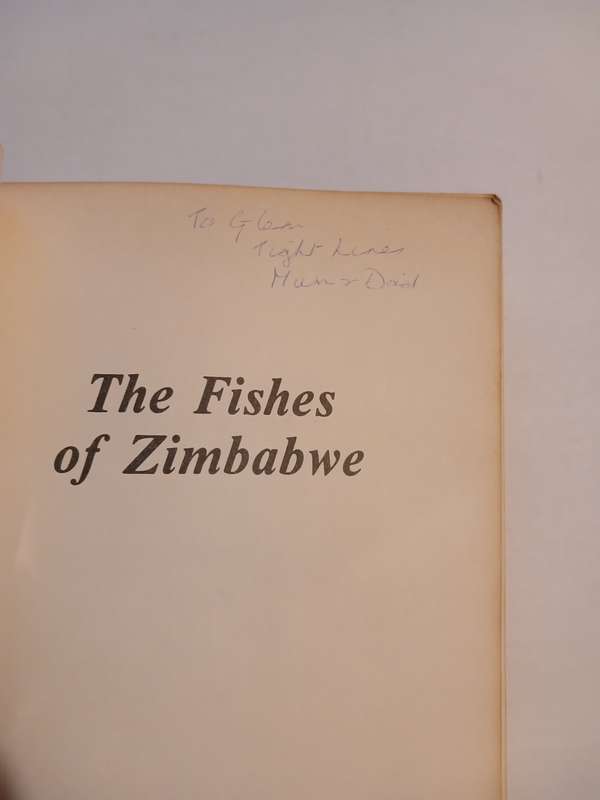 To Glen
Tight Lines
Mum & Dad
The Fishes
of Zimbabwe